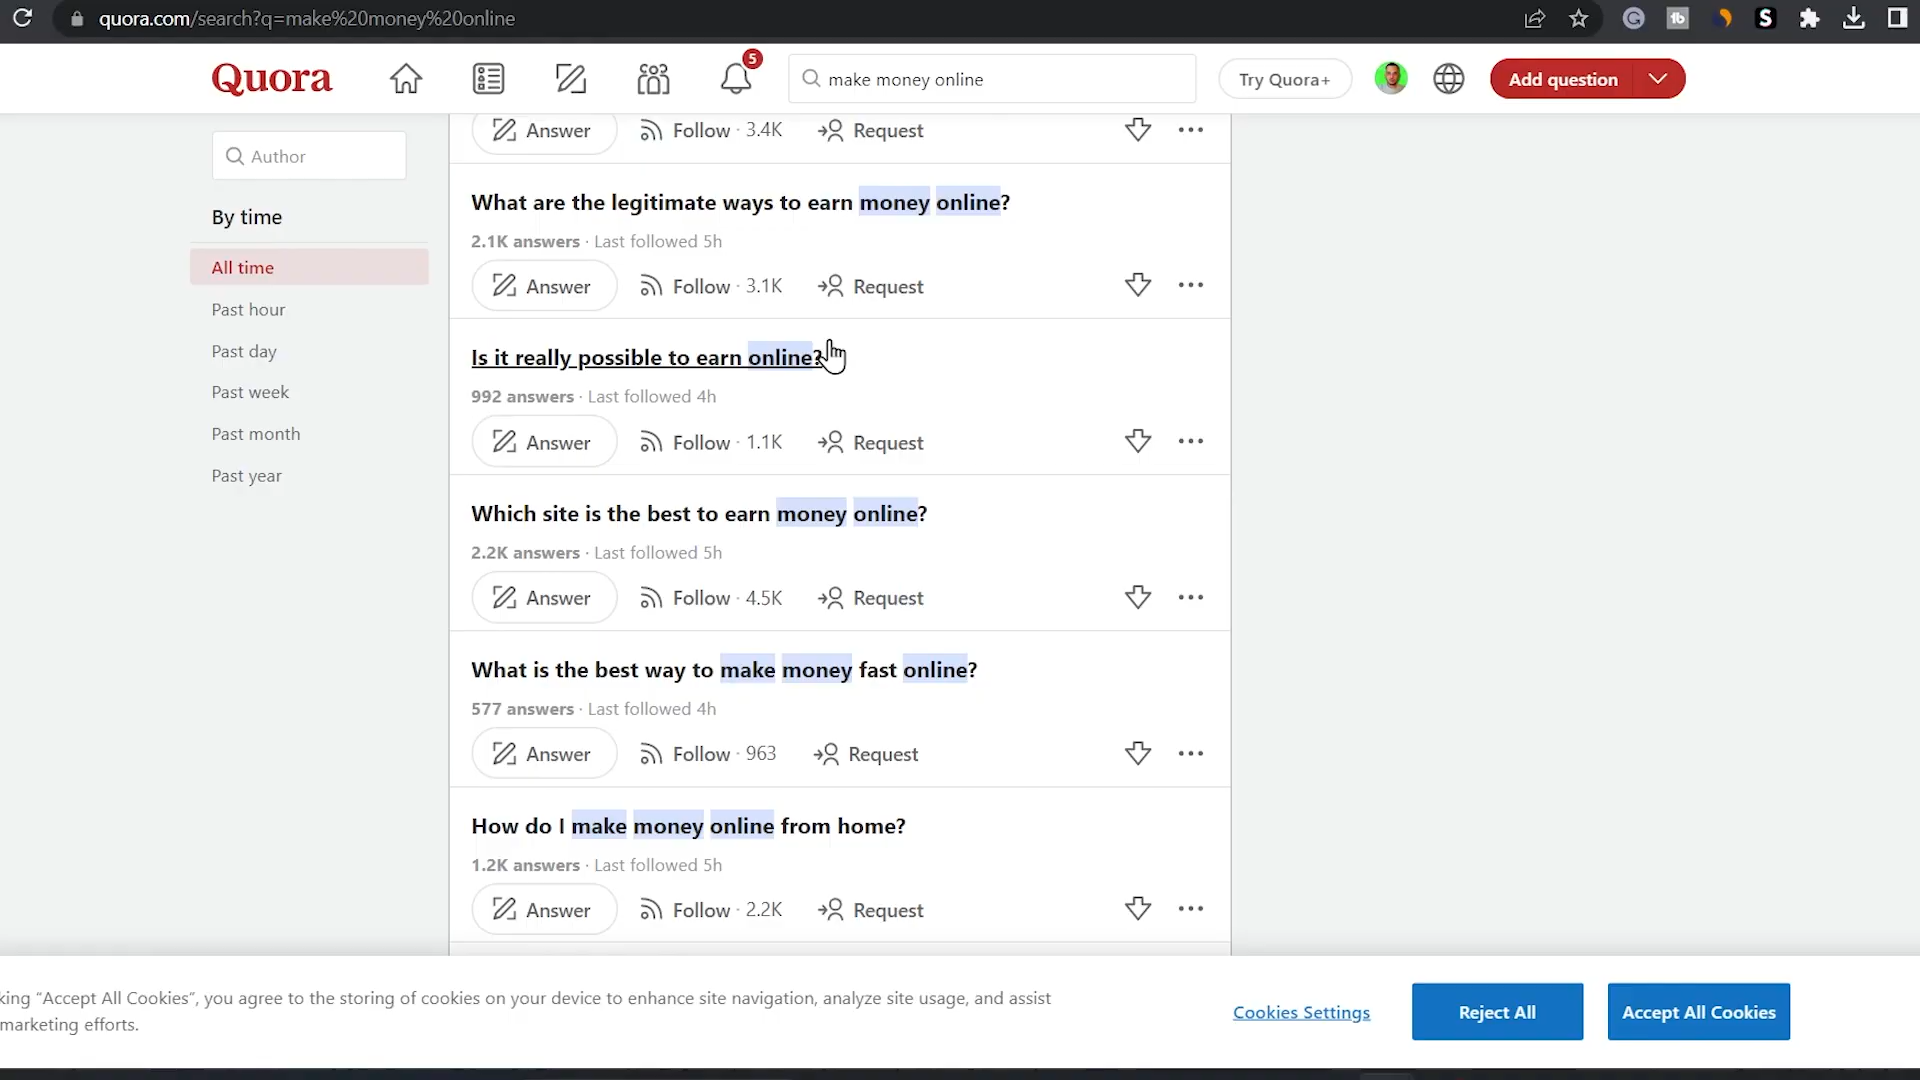 quora.com/search?q=make%20money%20online
Quora
5
make money online
Try Quora+
Add question
Author
By time
All time
Past hour
Past day
Past week
Past month
Past year
Answer Follow · 3.4K Request
What are the legitimate ways to earn money online?
2.1K answers · Last followed 5h
Answer Follow · 3.1K Request
Is it really possible to earn online?
992 answers · Last followed 4h
Answer Follow · 1.1K Request
Which site is the best to earn money online?
2.2K answers · Last followed 5h
Answer Follow · 4.5K Request
What is the best way to make money fast online?
577 answers · Last followed 4h
Answer Follow · 963 Request
How do I make money online from home?
1.2K answers · Last followed 5h
Answer Follow · 2.2K Request
king “Accept All Cookies”, you agree to the storing of cookies on your device to enhance site navigation, analyze site usage, and assist
marketing efforts.
Cookies Settings
Reject All
Accept All Cookies